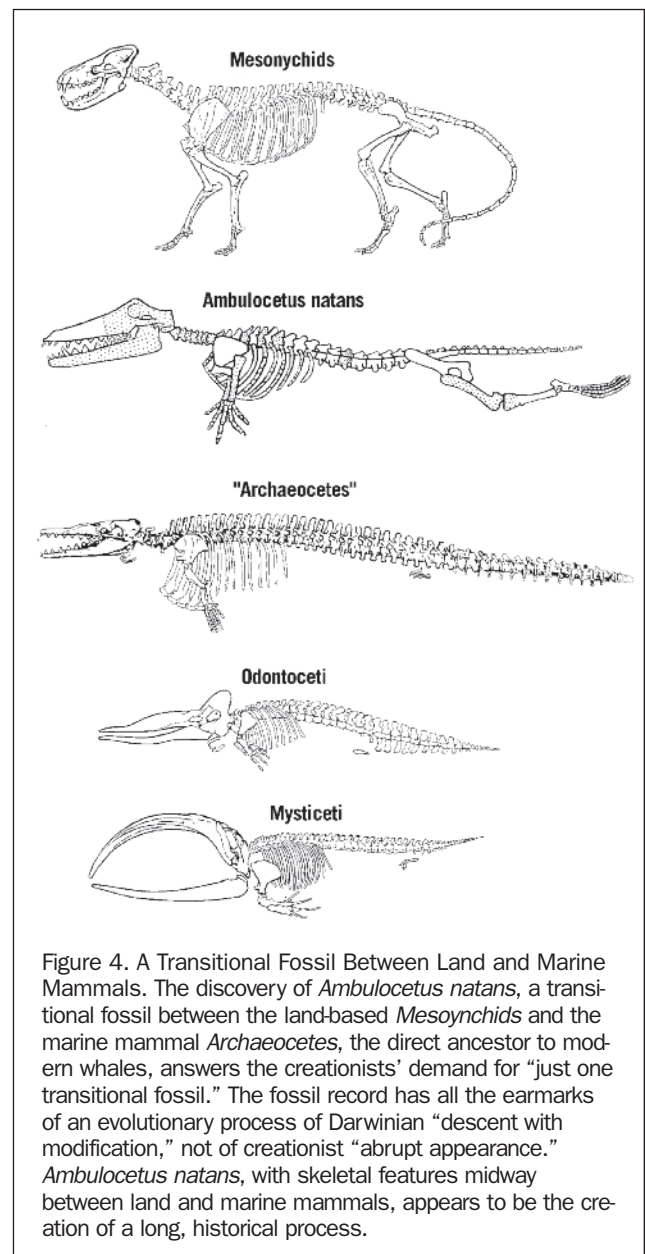 Mesonychids
Ambulocetus natans
"Archaeocetes"
Odontoceti
Mysticeti
Figure 4. A Transitional Fossil Between Land and Marine
Mammals. The discovery of Ambulocetus natans, a transi-
tional fossil between the land-based Mesoynchids and the
marine mammal Archaeocetes, the direct ancestor to mod-
ern whales, answers the creationists’ demand for “just one
transitional fossil.” The fossil record has all the earmarks
of an evolutionary process of Darwinian “descent with
modification,” not of creationist “abrupt appearance.”
Ambulocetus natans, with skeletal features midway
between land and marine mammals, appears to be the cre-
ation of a long, historical process.